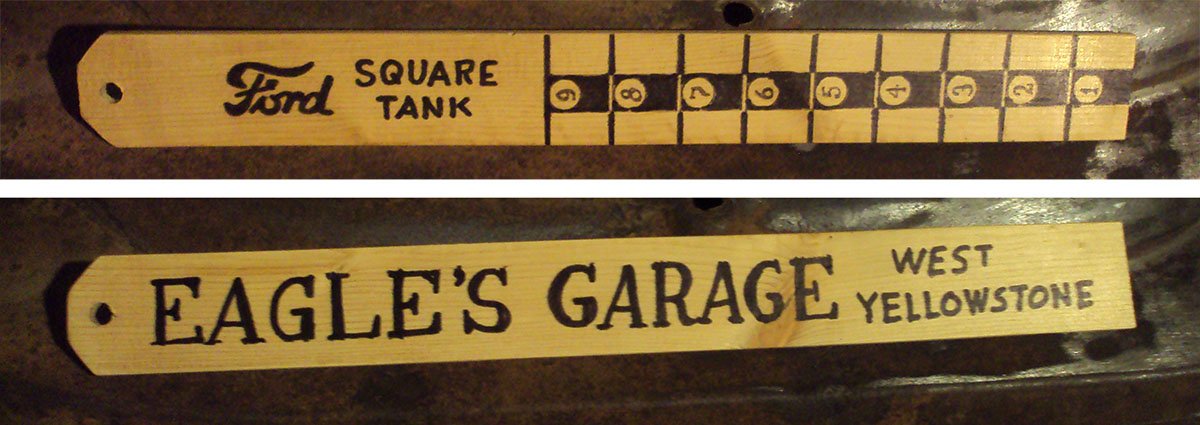 Ford
SQUARE
TANK
9 8 7 6 5 4 3 2 1
EAGLE'S GARAGE
WEST
YELLOWSTONE